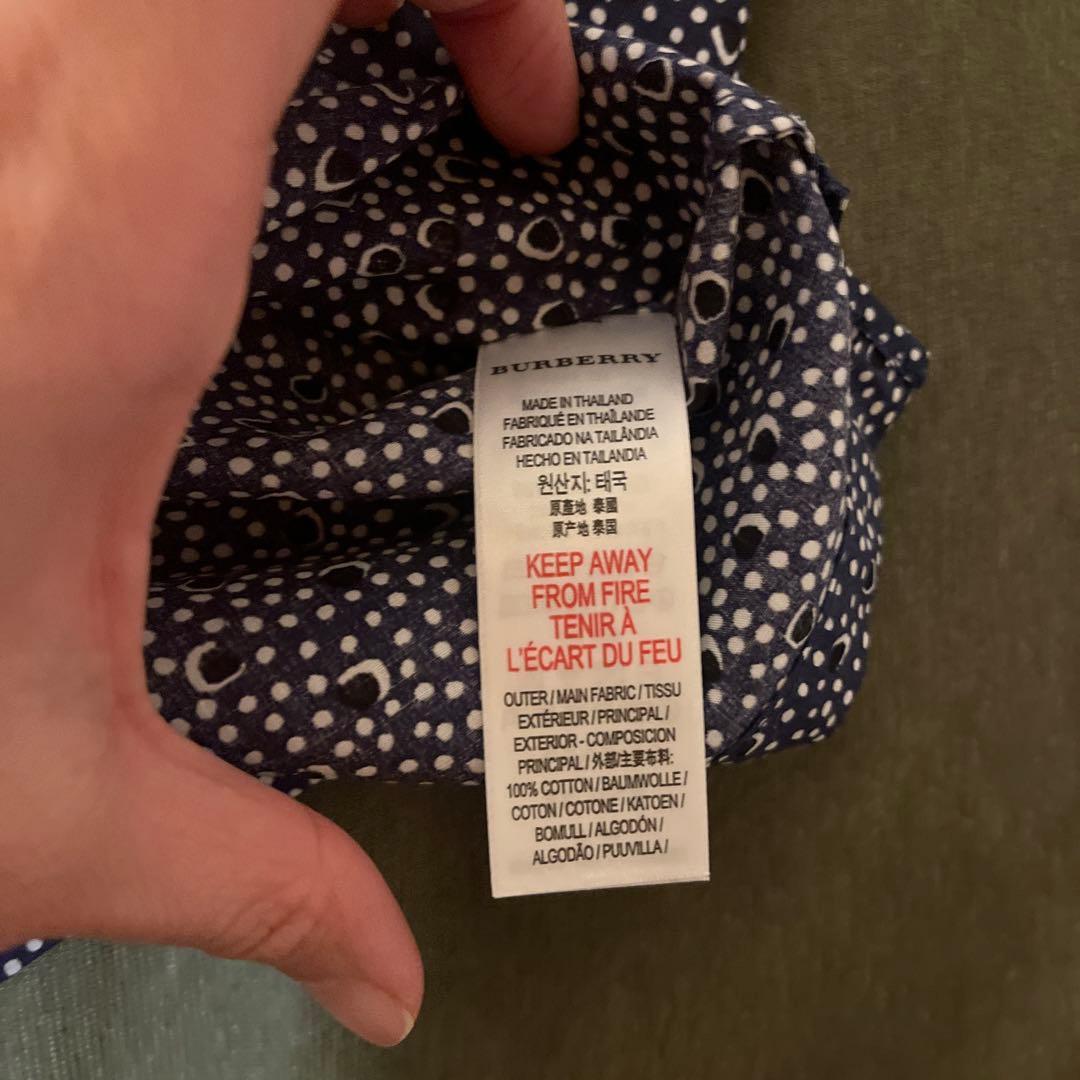 BURBERRY
MADE IN THAILAND
FABRIQUÉ EN THAÏLANDE
FABRICADO NA TAILÂNDIA
HECHO EN TAILANDIA
원산지: 태국
原產地 泰國
原产地 泰国
KEEP AWAY
FROM FIRE
TENIR À
L'ÉCART DU FEU
OUTER / MAIN FABRIC / TISSU
EXTÉRIEUR / PRINCIPAL /
EXTERIOR - COMPOSICION
PRINCIPAL / 外部/主要布料:
100% COTTON / BAUMWOLLE /
COTON / COTONE / KATOEN /
BOMULL / ALGODÓN /
ALGODÃO / PUUVILLA /